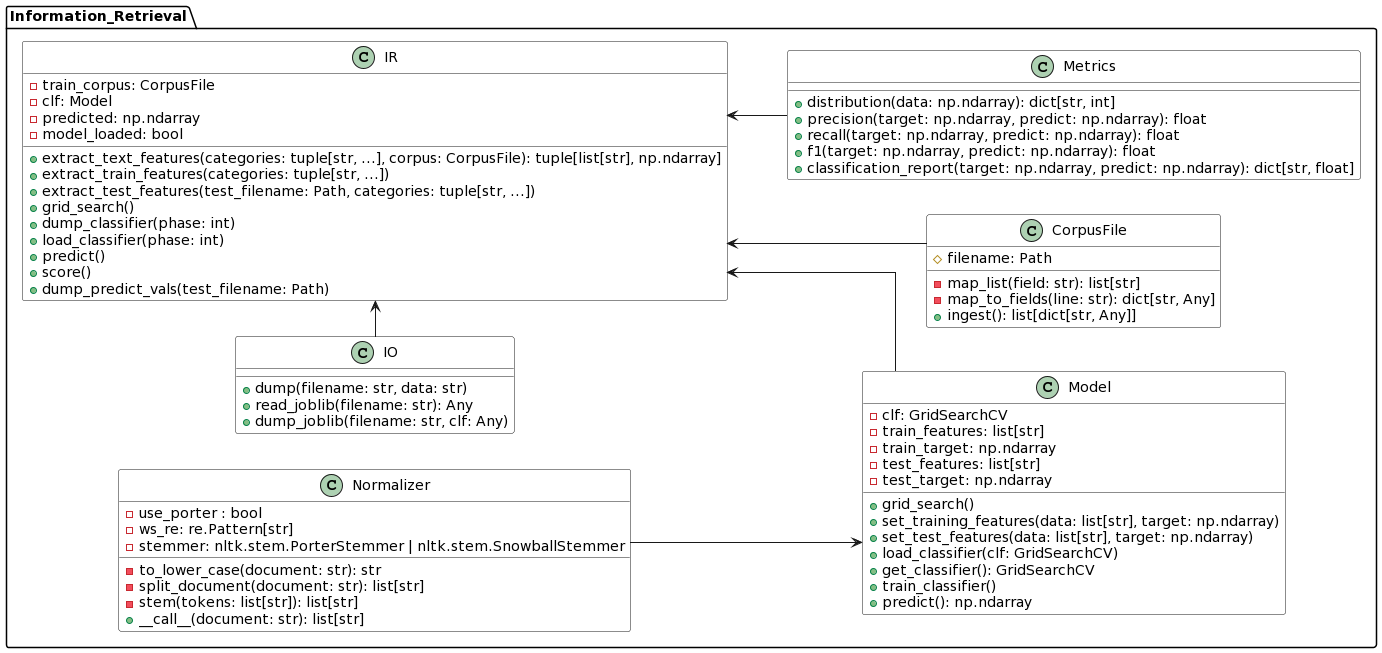 Information_Retrieval
C IR
train_corpus: CorpusFile
clf: Model
predicted: np.ndarray
model_loaded: bool
extract_text_features(categories: tuple[str, ...], corpus: CorpusFile): tuple[list[str], np.ndarray]
extract_train_features(categories: tuple[str, ...])
extract_test_features(test_filename: Path, categories: tuple[str, ...])
grid_search()
dump_classifier(phase: int)
load_classifier(phase: int)
predict()
score()
dump_predict_vals(test_filename: Path)
C Metrics
distribution(data: np.ndarray): dict[str, int]
precision(target: np.ndarray, predict: np.ndarray): float
recall(target: np.ndarray, predict: np.ndarray): float
f1(target: np.ndarray, predict: np.ndarray): float
classification_report(target: np.ndarray, predict: np.ndarray): dict[str, float]
C CorpusFile
filename: Path
map_list(field: str): list[str]
map_to_fields(line: str): dict[str, Any]
ingest(): list[dict[str, Any]]
C IO
dump(filename: str, data: str)
read_joblib(filename: str): Any
dump_joblib(filename: str, clf: Any)
C Model
clf: GridSearchCV
train_features: list[str]
train_target: np.ndarray
test_features: list[str]
test_target: np.ndarray
grid_search()
set_training_features(data: list[str], target: np.ndarray)
set_test_features(data: list[str], target: np.ndarray)
load_classifier(clf: GridSearchCV)
get_classifier(): GridSearchCV
train_classifier()
predict(): np.ndarray
C Normalizer
use_porter : bool
ws_re: re.Pattern[str]
stemmer: nltk.stem.PorterStemmer | nltk.stem.SnowballStemmer
to_lower_case(document: str): str
split_document(document: str): list[str]
stem(tokens: list[str]): list[str]
__call__(document: str): list[str]